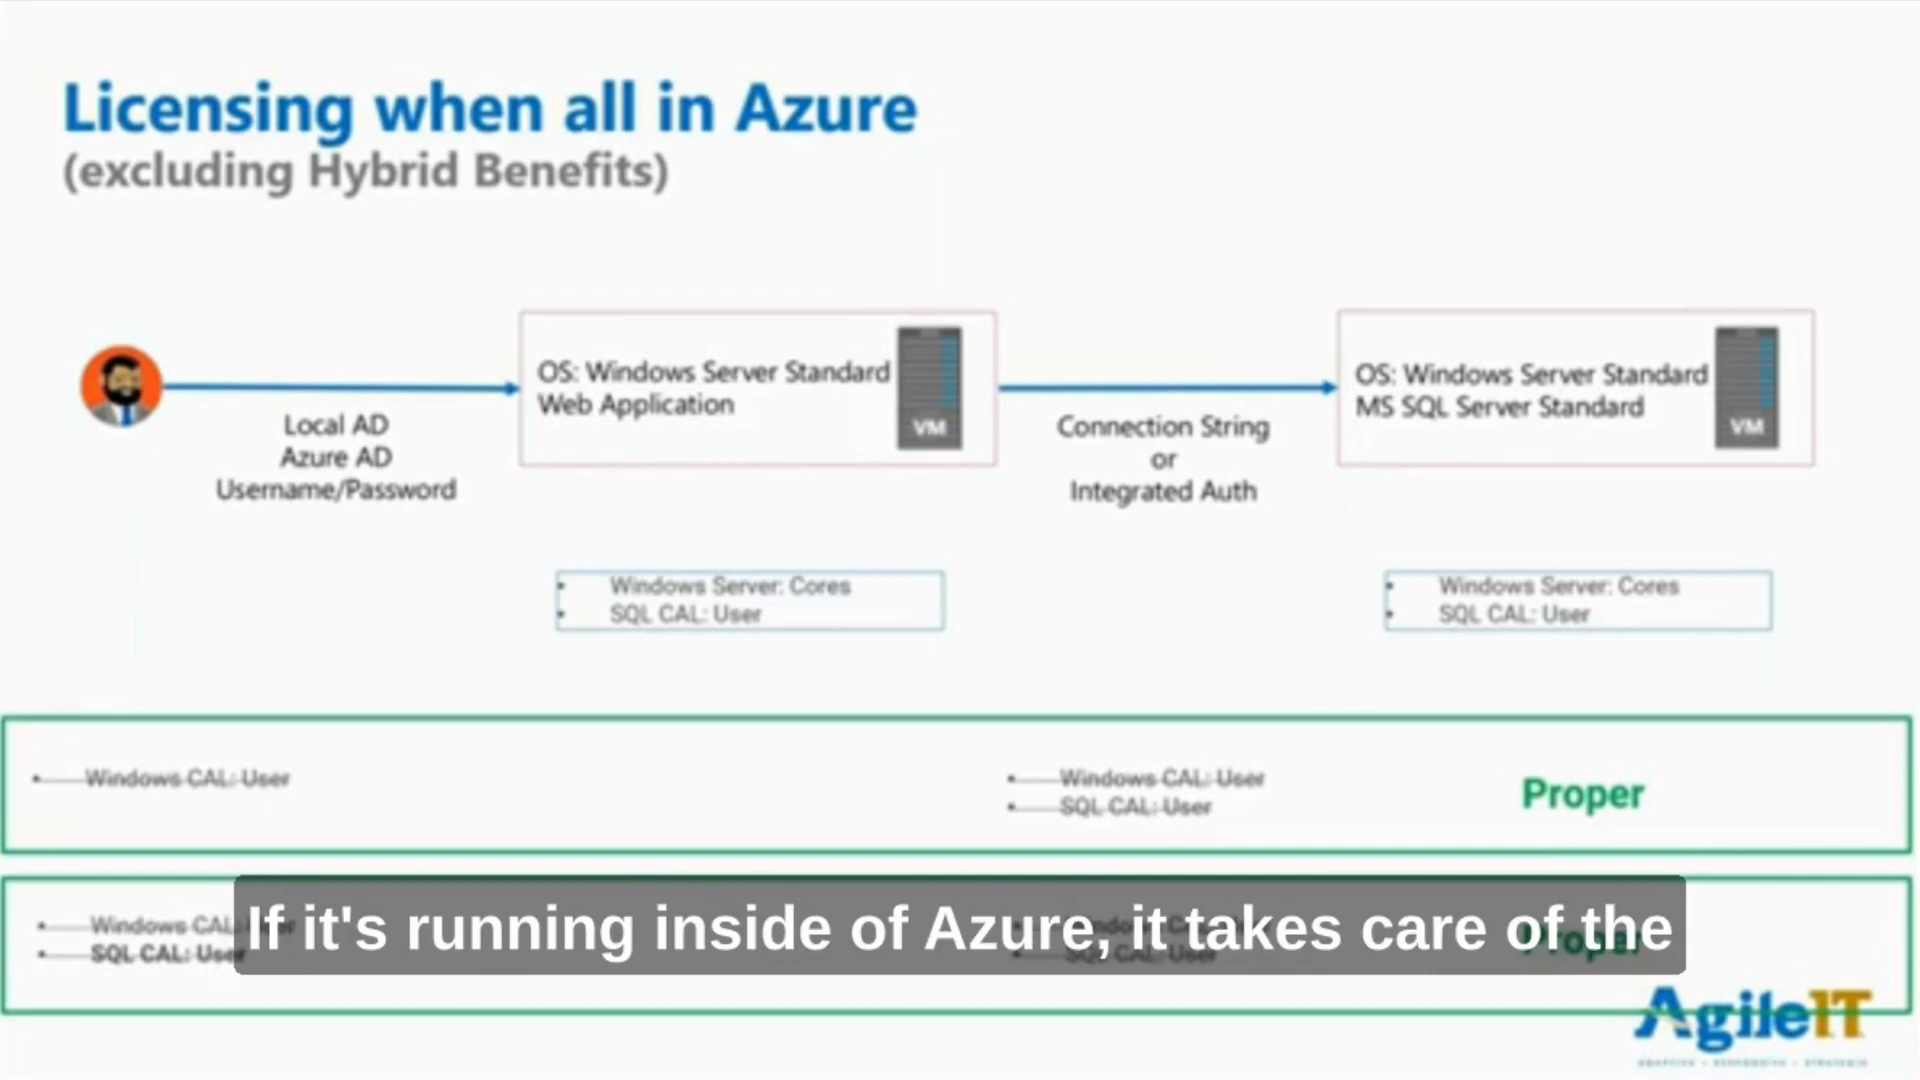 Licensing when all in Azure
(excluding Hybrid Benefits)
OS: Windows Server Standard
Web Application
VM
OS: Windows Server Standard
MS SQL Server Standard
VM
Local AD
Azure AD
Username/Password
Connection String
or
Integrated Auth
• Windows Server: Cores
• SQL CAL: User
• Windows Server: Cores
• SQL CAL: User
• Windows CAL: User
• Windows CAL: User
• SQL CAL: User
Proper
• Windows CAL: User
• SQL CAL: User
SQL CAL: User
Proper
If it's running inside of Azure, it takes care of the
AgileIT
ADAPTIVE • RESPONSIVE • STRATEGIC